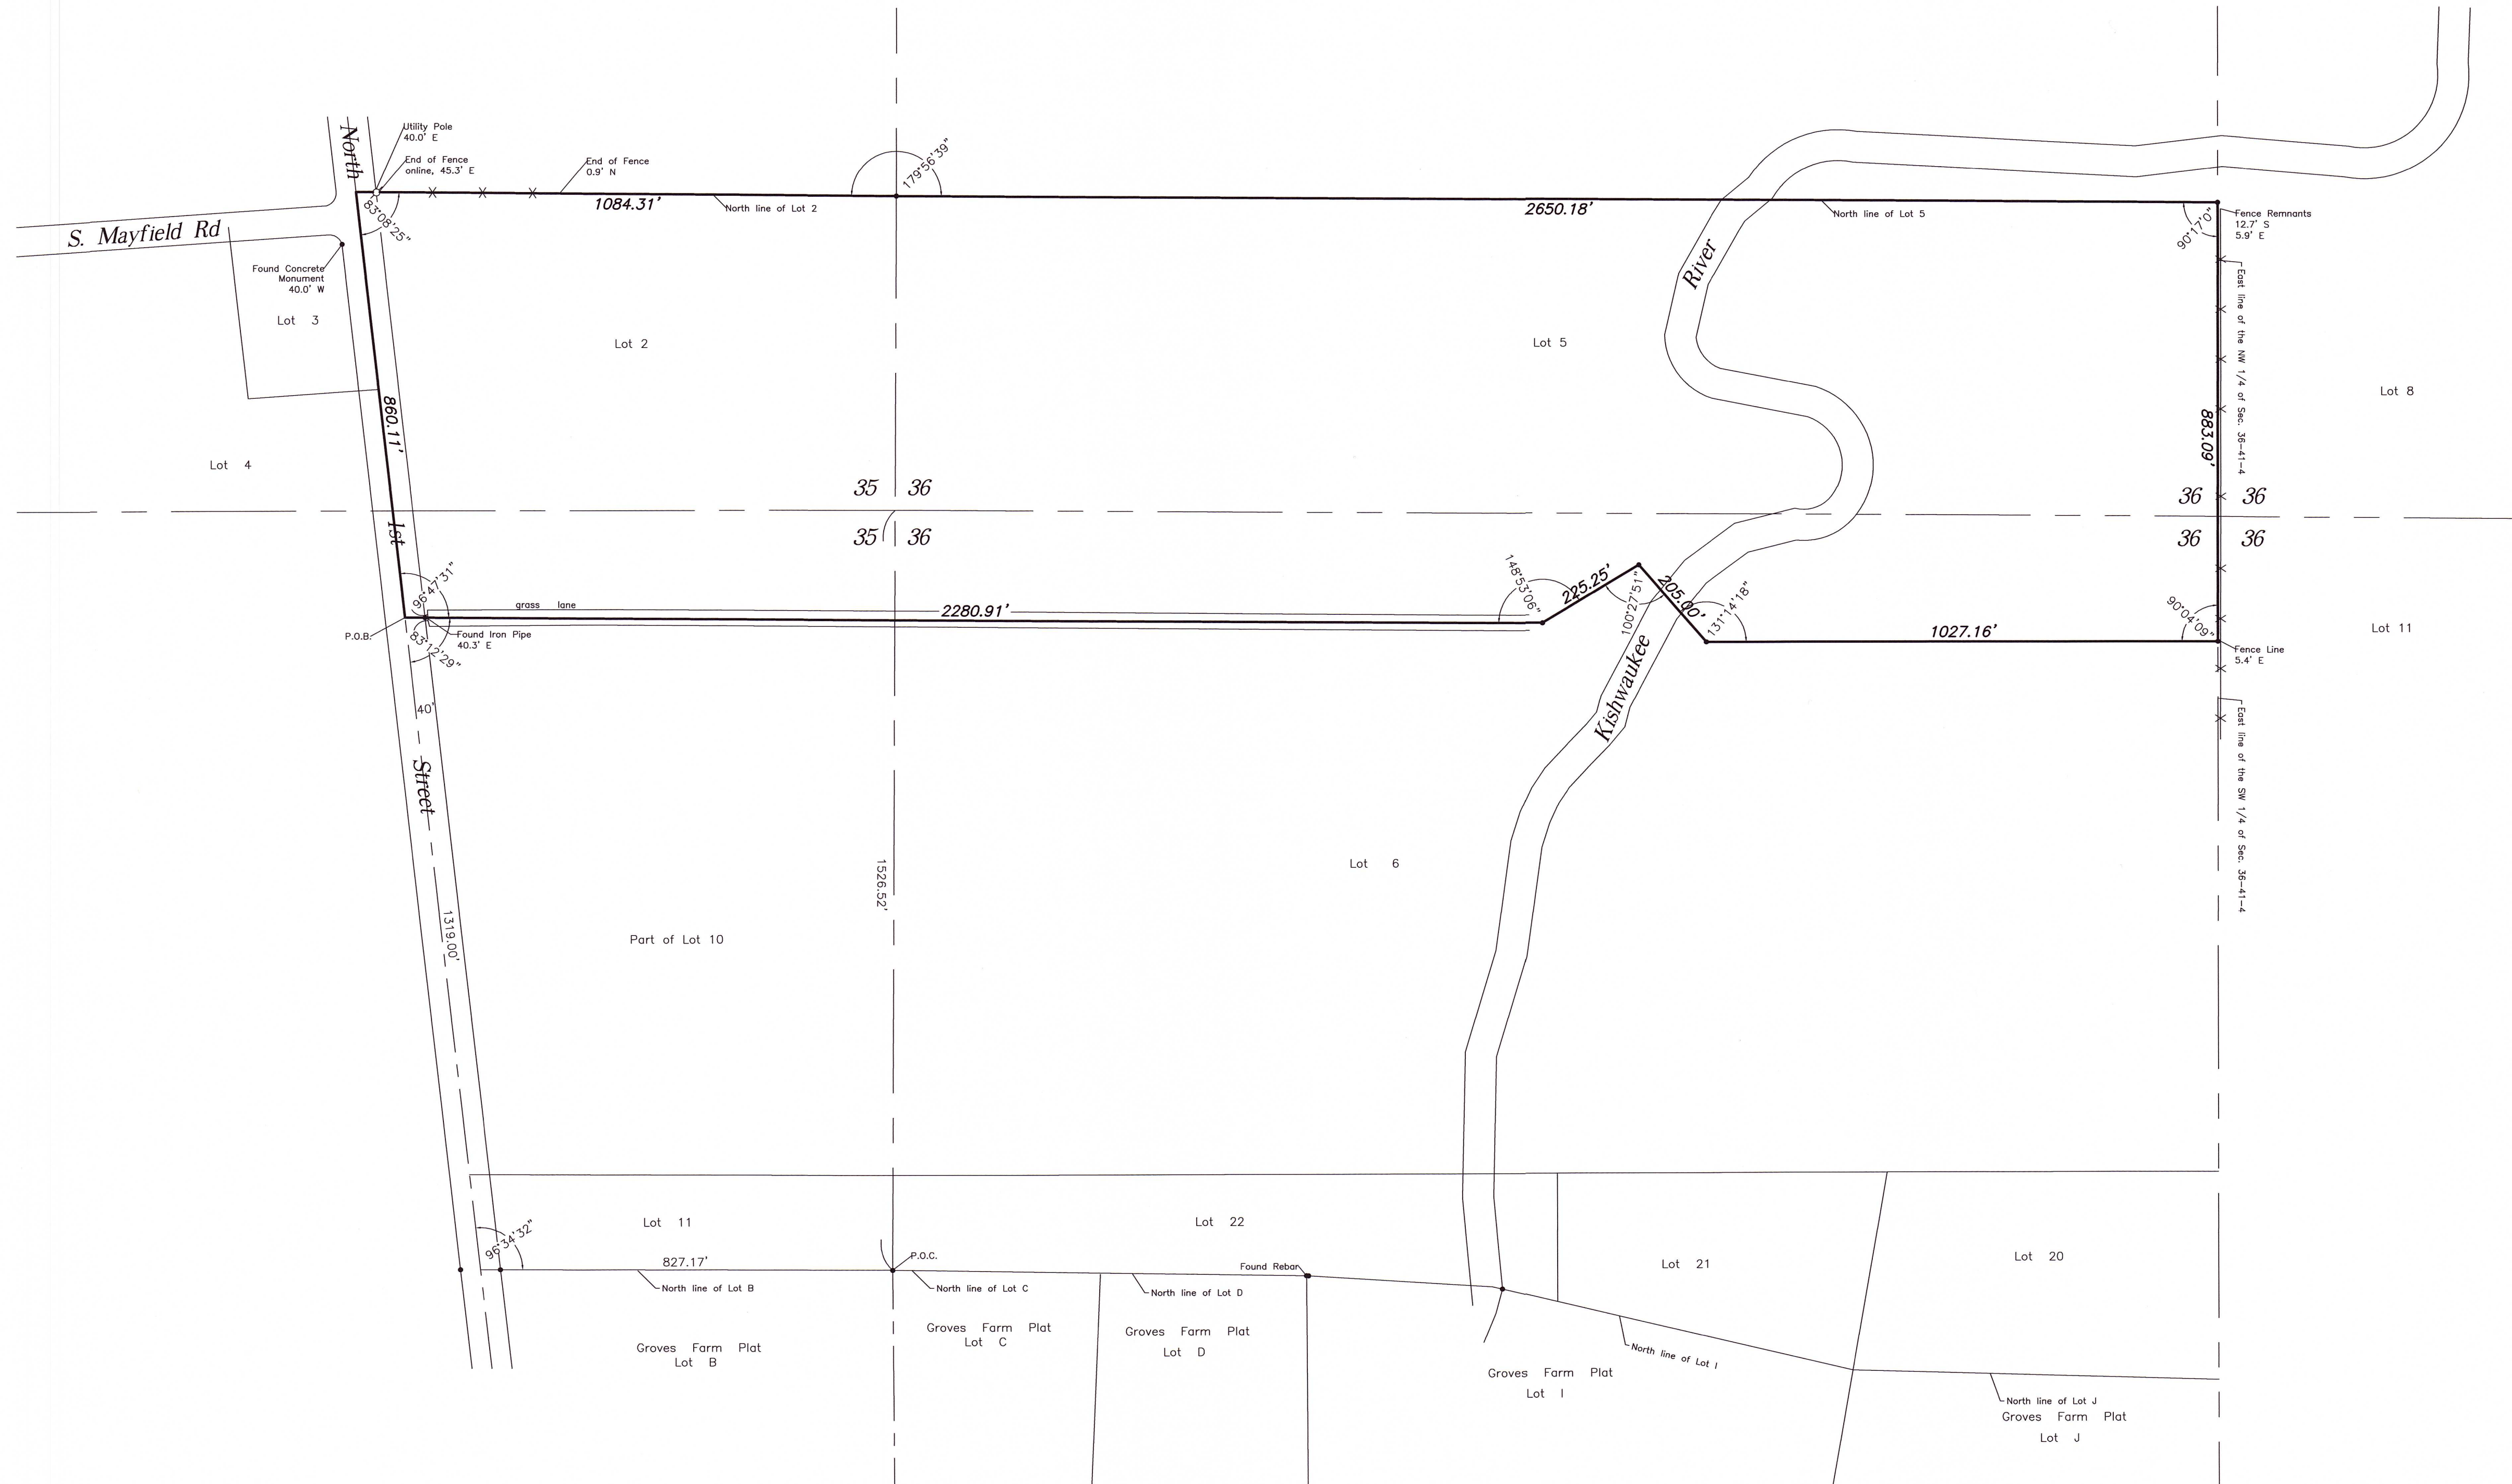 North
Utility Pole
40.0' E
End of Fence
online, 45.3' E
End of Fence
0.9' N
179°56'39"
83°08'25"
1084.31'
North line of Lot 2
2650.18'
North line of Lot 5
90°17'0"
Fence Remnants
12.7' S
5.9' E
S. Mayfield Rd
Found Concrete
Monument
40.0' W
Lot 3
Lot 2
Lot 5
River
East line of the NW 1/4 of Sec. 36-41-4
Lot 8
860.11'
883.09'
Lot 4
35 36
36 36
1st
35 36
36 36
96°47'31"
grass lane
2280.91'
148°53'06"
225.25'
100°27'51"
205.00'
131°14'18"
1027.16'
90°04'09"
Lot 11
P.O.B.
Found Iron Pipe
40.3' E
83°12'29"
Fence Line
5.4' E
Kishwaukee
40'
Street
East line of the SW 1/4 of Sec. 36-41-4
Lot 6
1526.52'
1319.00'
Part of Lot 10
Lot 11
Lot 22
Lot 21
Lot 20
96°34'32"
827.17'
P.O.C.
Found Rebar
North line of Lot B
North line of Lot C
North line of Lot D
Groves Farm Plat
Lot B
Groves Farm Plat
Lot C
Groves Farm Plat
Lot D
North line of Lot I
Groves Farm Plat
Lot I
North line of Lot J
Groves Farm Plat
Lot J